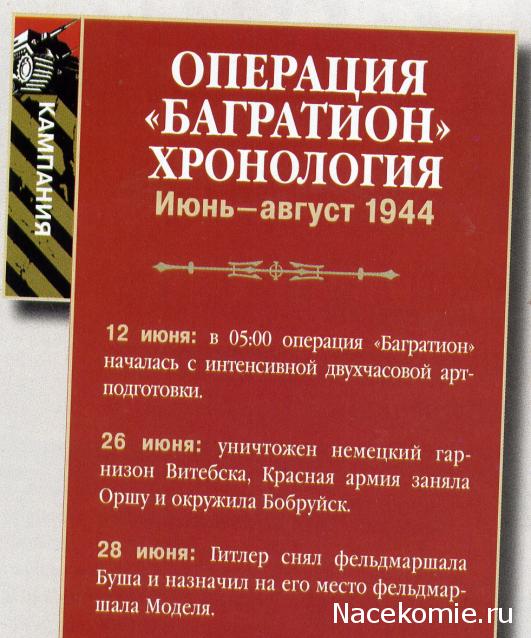 КАМПАНИЯ
ОПЕРАЦИЯ
«БАГРАТИОН»
ХРОНОЛОГИЯ
Июнь–август 1944
12 июня: в 05:00 операция «Багратион»
началась с интенсивной двухчасовой арт-
подготовки.
26 июня: уничтожен немецкий гар-
низон Витебска, Красная армия заняла
Оршу и окружила Бобруйск.
28 июня: Гитлер снял фельдмаршала
Буша и назначил на его место фельдмар-
шала Моделя.
Nacekomie.ru